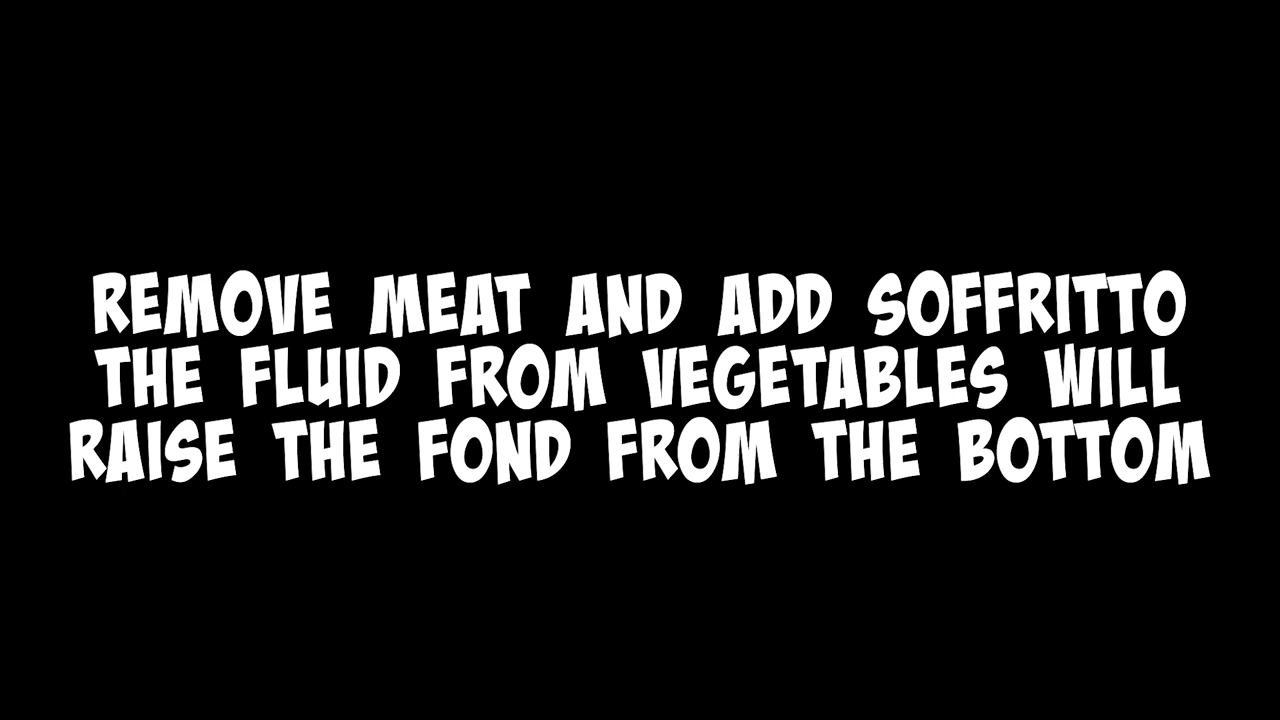 REMOVE MEAT AND ADD SOFFRITTO
THE FLUID FROM VEGETABLES WILL
RAISE THE FOND FROM THE BOTTOM